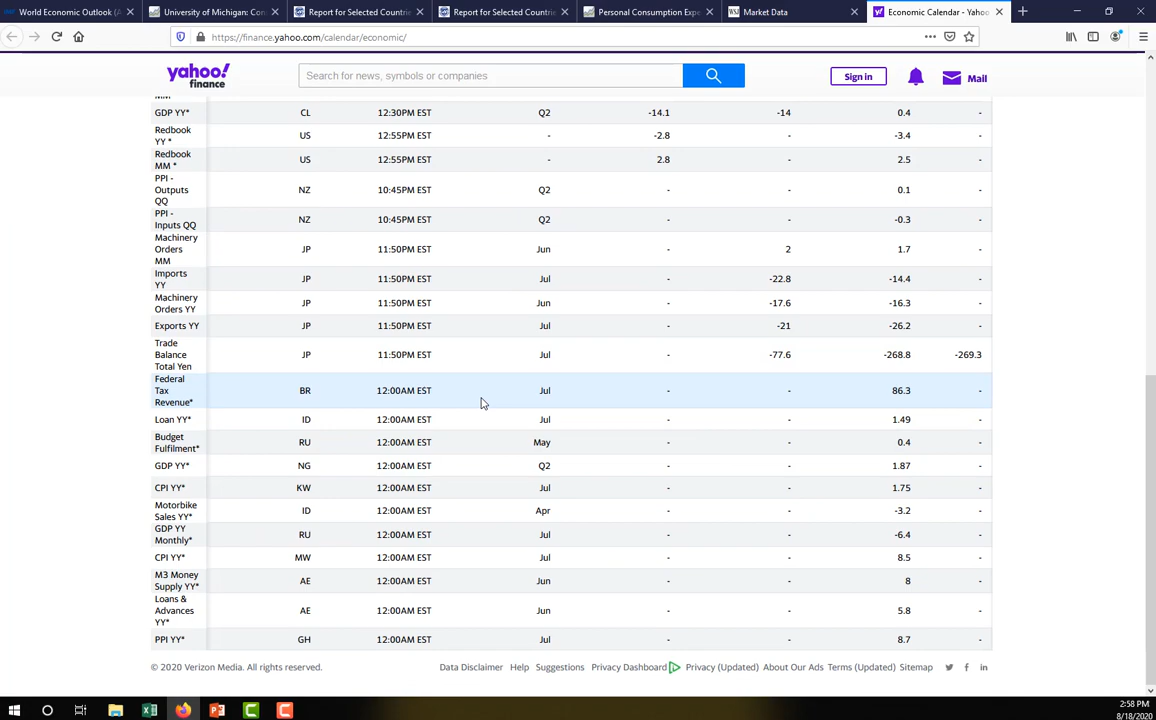 World Economic Outlook (A
University of Michigan: Con
Report for Selected Countrie
Report for Selected Countrie
Personal Consumption Expe
WSJ Market Data
Economic Calendar - Yahoo
https://finance.yahoo.com/calendar/economic/
yahoo!
finance
Search for news, symbols or companies
Sign in
Mail
MM
GDP YY* CL 12:30PM EST Q2 -14.1 -14 0.4 -
Redbook
YY * US 12:55PM EST - -2.8 - -3.4 -
Redbook
MM * US 12:55PM EST - 2.8 - 2.5 -
PPI -
Outputs NZ 10:45PM EST Q2 - - 0.1 -
QQ
PPI -
Inputs QQ NZ 10:45PM EST Q2 - - -0.3 -
Machinery
Orders JP 11:50PM EST Jun - 2 1.7 -
MM
Imports
YY JP 11:50PM EST Jul - -22.8 -14.4 -
Machinery
Orders YY JP 11:50PM EST Jun - -17.6 -16.3 -
Exports YY JP 11:50PM EST Jul - -21 -26.2 -
Trade
Balance JP 11:50PM EST Jul - -77.6 -268.8 -269.3
Total Yen
Federal
Tax BR 12:00AM EST Jul - - 86.3 -
Revenue*
Loan YY* ID 12:00AM EST Jul - - 1.49 -
Budget
Fulfilment* RU 12:00AM EST May - - 0.4 -
GDP YY* NG 12:00AM EST Q2 - - 1.87 -
CPI YY* KW 12:00AM EST Jul - - 1.75 -
Motorbike
Sales YY* ID 12:00AM EST Apr - - -3.2 -
GDP YY
Monthly* RU 12:00AM EST Jul - - -6.4 -
CPI YY* MW 12:00AM EST Jul - - 8.5 -
M3 Money
Supply YY* AE 12:00AM EST Jun - - 8 -
Loans &
Advances AE 12:00AM EST Jun - - 5.8 -
YY*
PPI YY* GH 12:00AM EST Jul - - 8.7 -
© 2020 Verizon Media. All rights reserved. Data Disclaimer Help Suggestions Privacy Dashboard Privacy (Updated) About Our Ads Terms (Updated) Sitemap
2:58 PM
8/18/2020